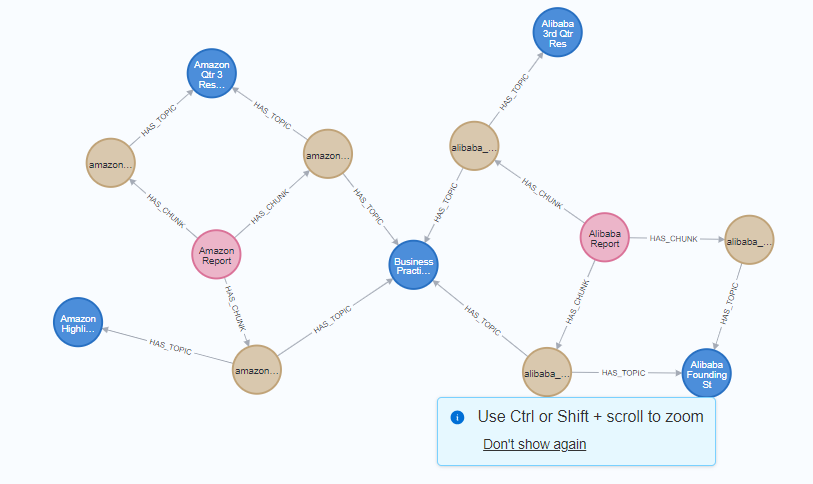 Alibaba
3rd Qtr
Res
Amazon
Qtr 3
Res...
HAS_TOPIC
HAS_TOPIC
HAS_TOPIC
amazon...
amazon...
alibaba_...
HAS_CHUNK
HAS_CHUNK
HAS_TOPIC
HAS_TOPIC
HAS_CHUNK
Amazon
Report
Alibaba
Report
HAS_CHUNK
alibaba_...
Business
Practi...
HAS_CHUNK
HAS_CHUNK
HAS_TOPIC
Amazon
Highli...
HAS_TOPIC
HAS_TOPIC
HAS_TOPIC
amazon...
alibaba_...
HAS_TOPIC
Alibaba
Founding
St
Use Ctrl or Shift + scroll to zoom
Don't show again